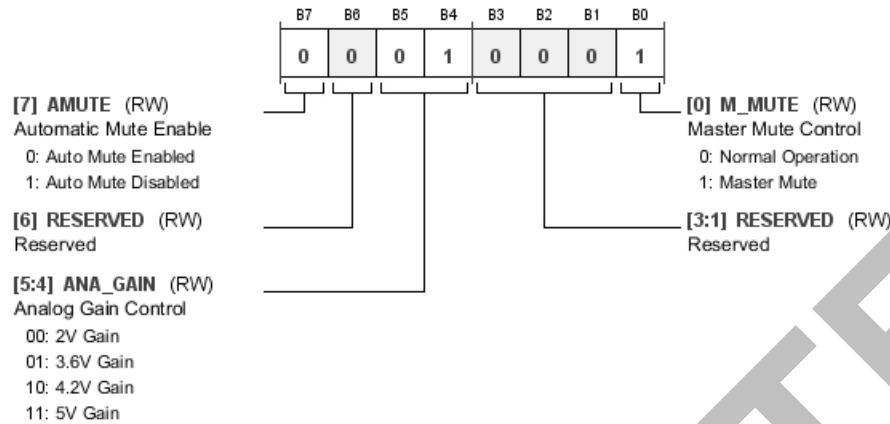 B7 B6 B5 B4 B3 B2 B1 B0
0 0 0 1 0 0 0 1
[7] AMUTE (RW)
Automatic Mute Enable
0: Auto Mute Enabled
1: Auto Mute Disabled
[6] RESERVED (RW)
Reserved
[5:4] ANA_GAIN (RW)
Analog Gain Control
00: 2V Gain
01: 3.6V Gain
10: 4.2V Gain
11: 5V Gain
[0] M_MUTE (RW)
Master Mute Control
0: Normal Operation
1: Master Mute
[3:1] RESERVED (RW)
Reserved